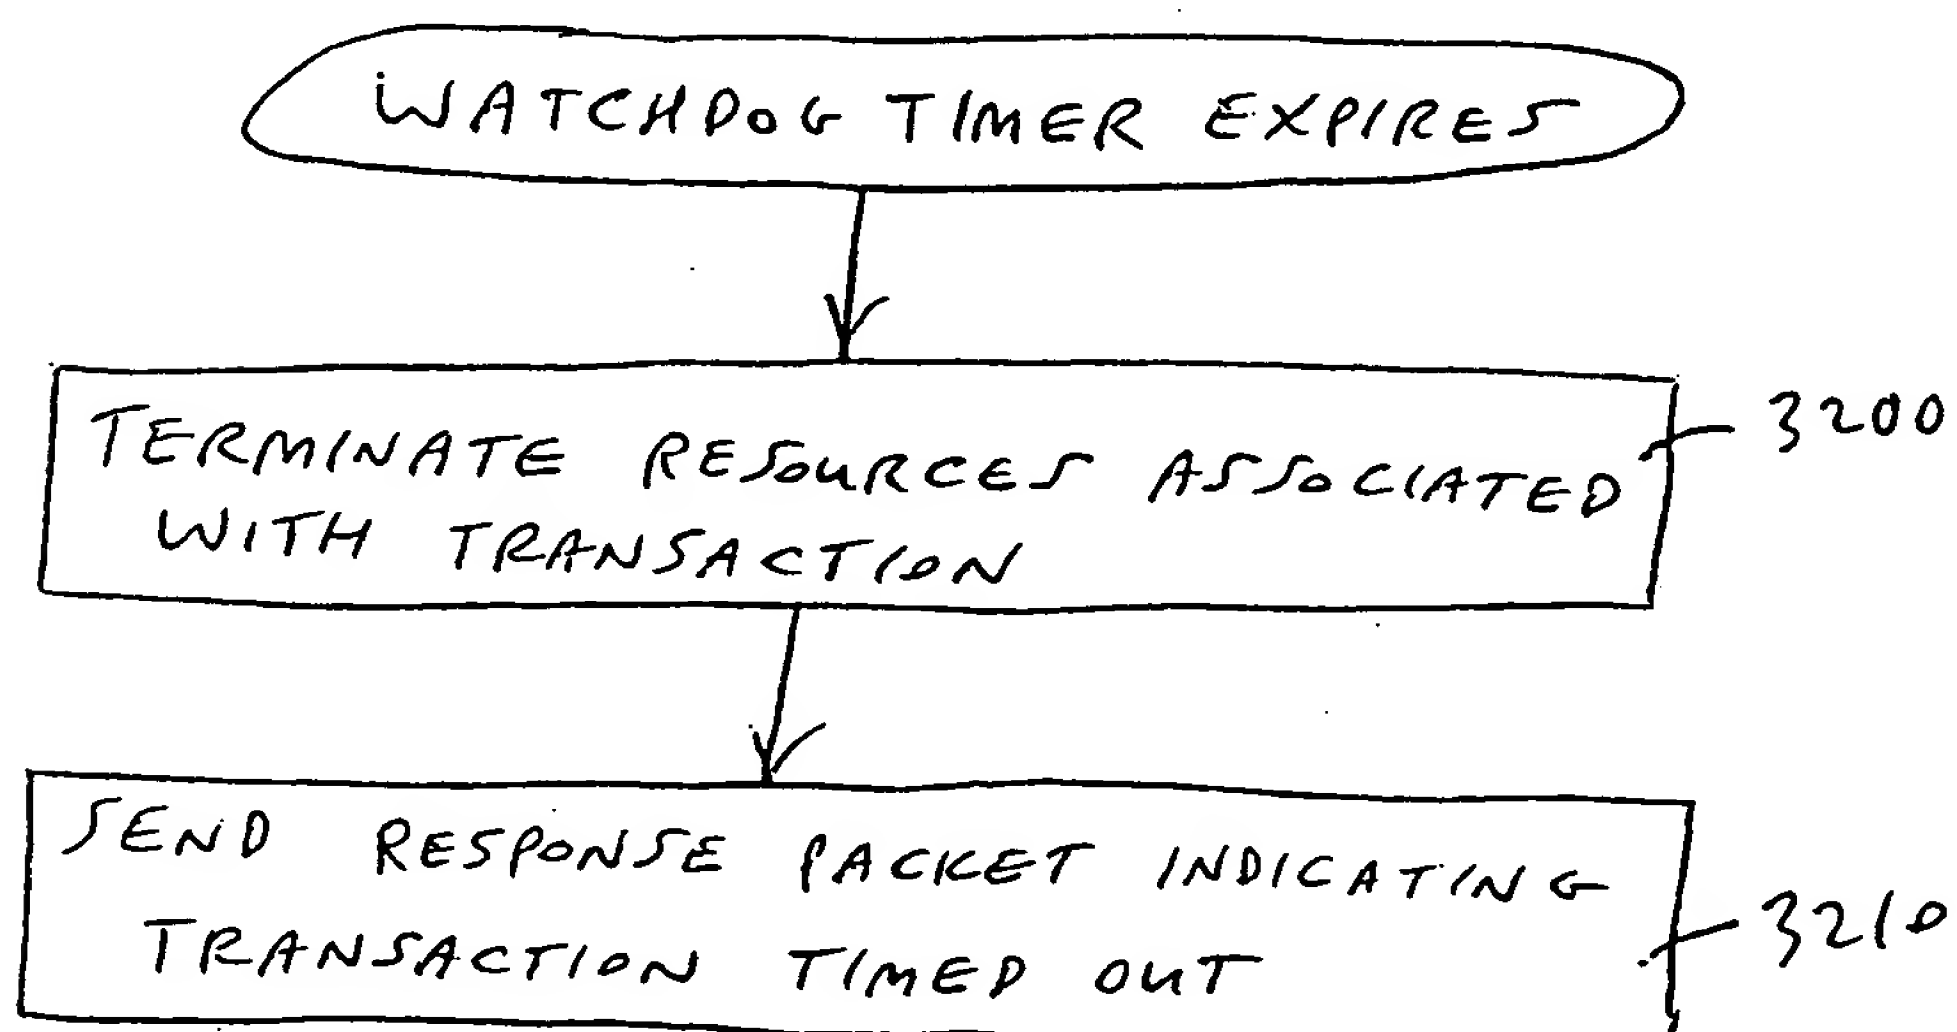 WATCHDOG TIMER EXPIRES
TERMINATE RESOURCES ASSOCIATED
3200
WITH TRANSACTION
SEND RESPONSE PACKET INDICATING
TRANSACTION TIMED OUT
3210